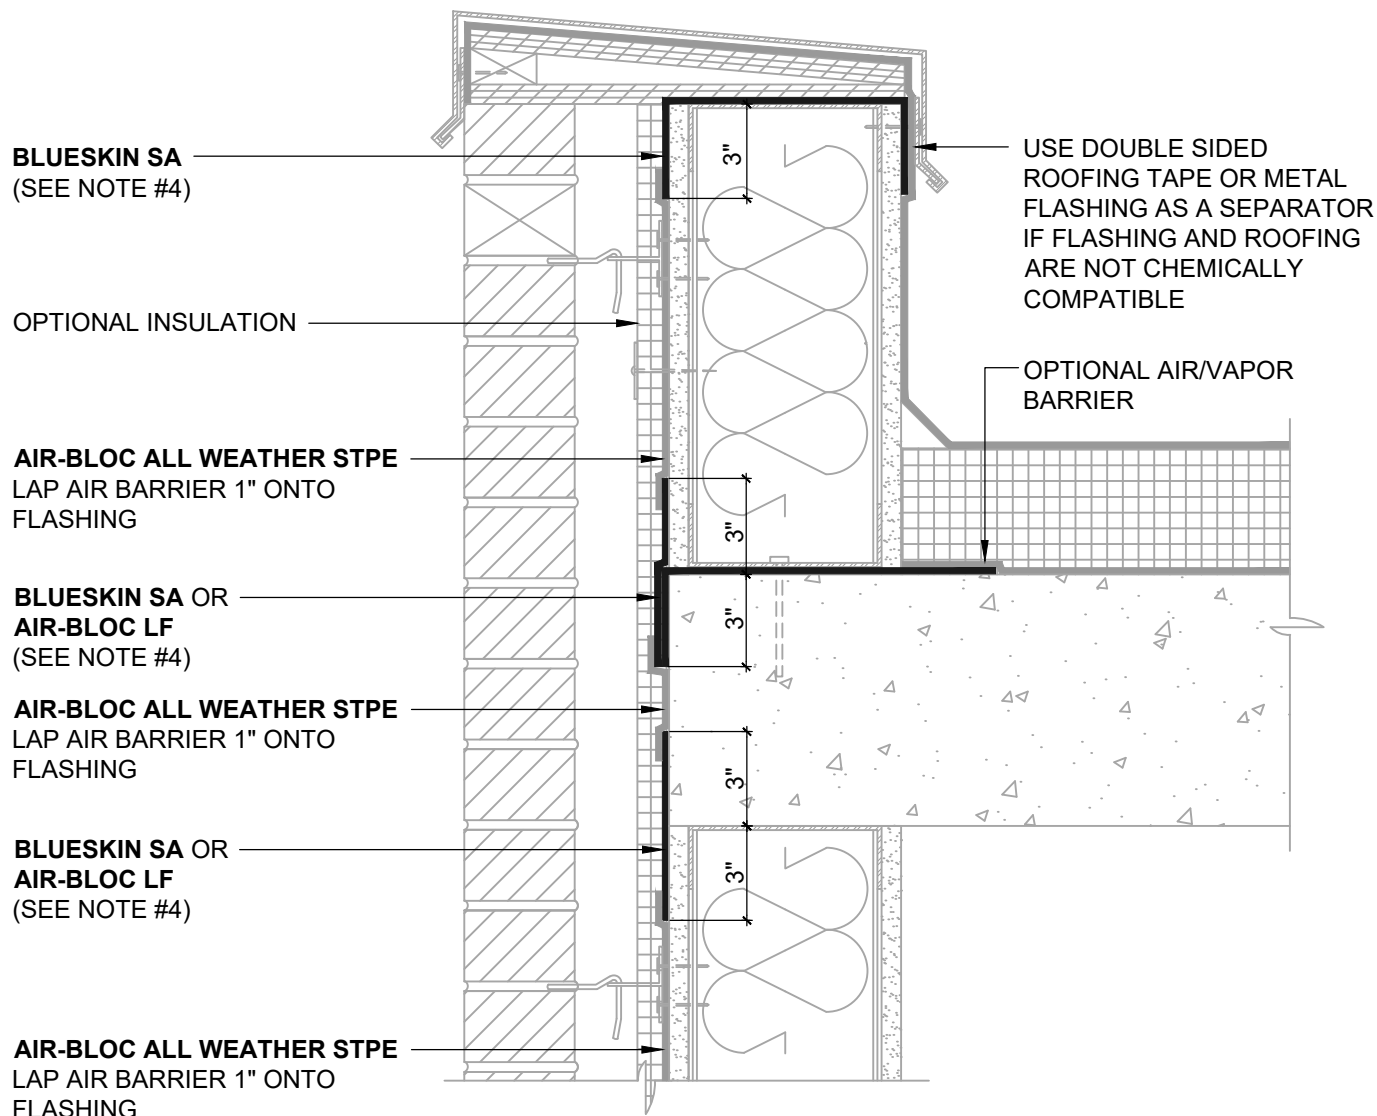 BLUESKIN SA
(SEE NOTE #4)
OPTIONAL INSULATION
AIR-BLOC ALL WEATHER STPE
LAP AIR BARRIER 1" ONTO
FLASHING
BLUESKIN SA OR
AIR-BLOC LF
(SEE NOTE #4)
AIR-BLOC ALL WEATHER STPE
LAP AIR BARRIER 1" ONTO
FLASHING
BLUESKIN SA OR
AIR-BLOC LF
(SEE NOTE #4)
AIR-BLOC ALL WEATHER STPE
LAP AIR BARRIER 1" ONTO
FLASHING
3"
3"
3"
3"
3"
USE DOUBLE SIDED
ROOFING TAPE OR METAL
FLASHING AS A SEPARATOR
IF FLASHING AND ROOFING
ARE NOT CHEMICALLY
COMPATIBLE
OPTIONAL AIR/VAPOR
BARRIER